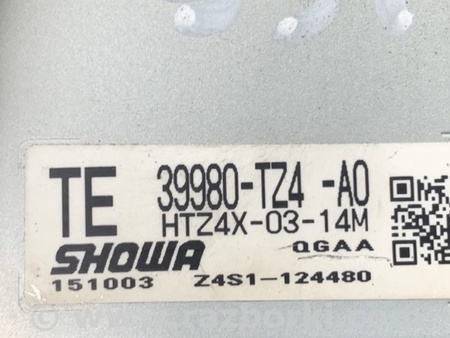 TE 39980-TZ4 -A0
HTZ4X-03-14M
SHOWA QGAA
151003 Z4S1-124480